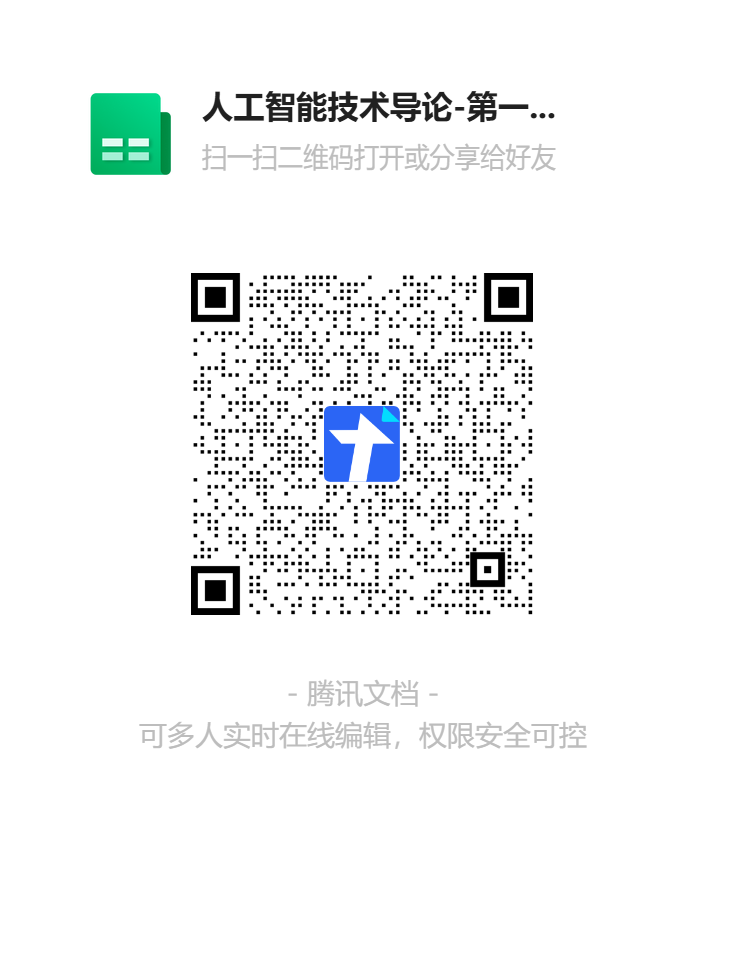 人工智能技术导论-第一...
扫一扫二维码打开或分享给好友
- 腾讯文档 -
可多人实时在线编辑，权限安全可控